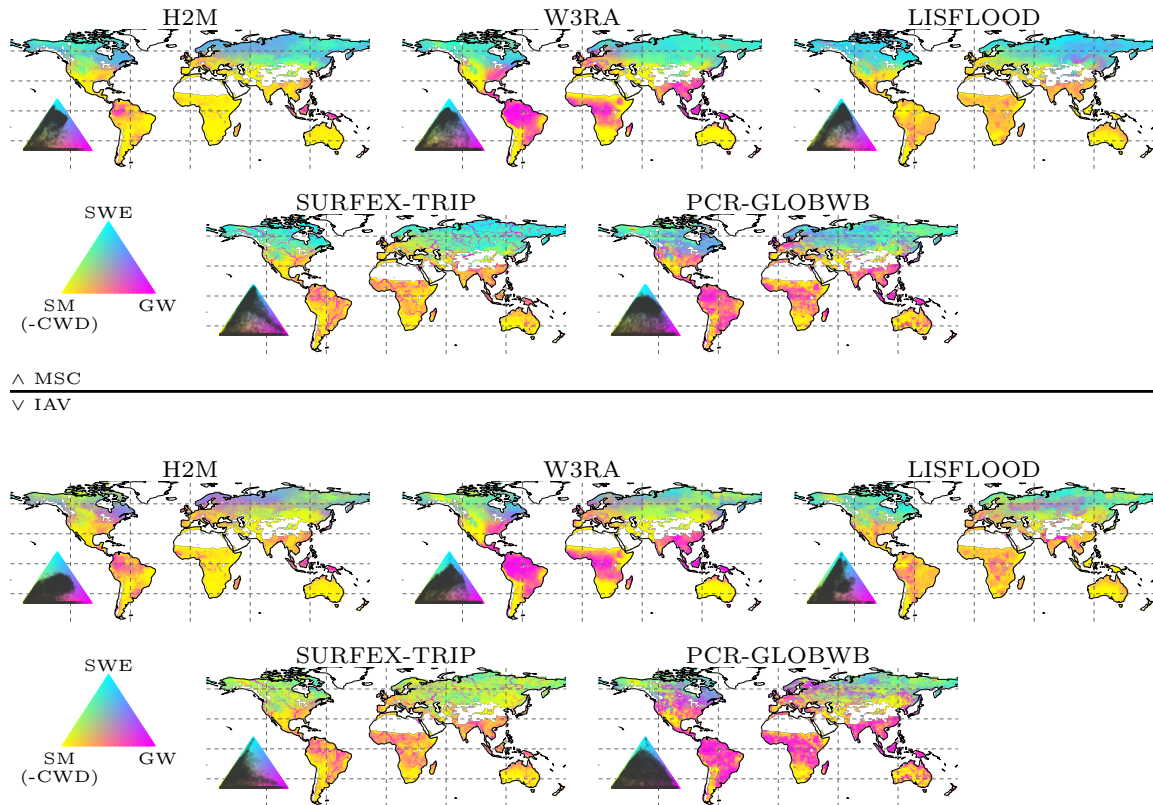 H2M W3RA LISFLOOD
SURFEX-TRIP PCR-GLOBWB
SWE
SM GW
(-CWD)
∧ MSC
∨ IAV
H2M W3RA LISFLOOD
SURFEX-TRIP PCR-GLOBWB
SWE
SM GW
(-CWD)